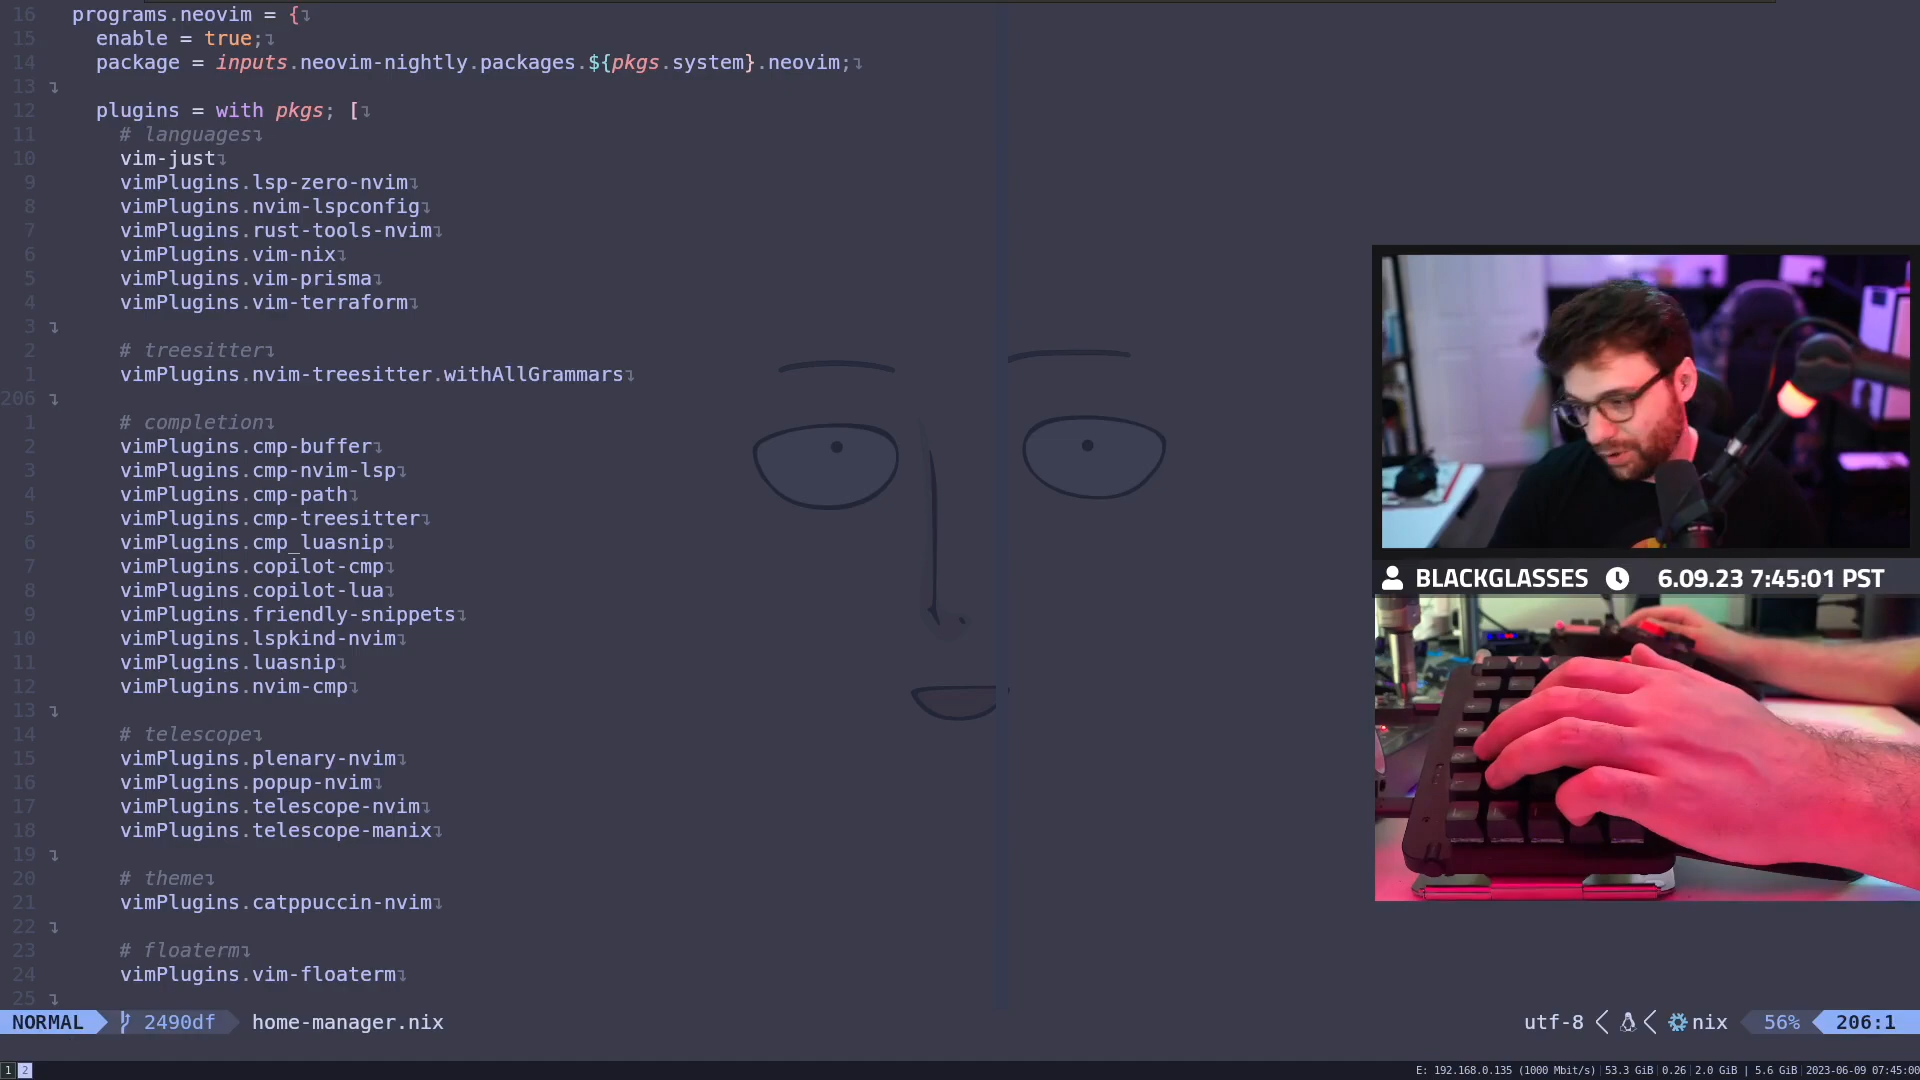 16 programs.neovim = {
15 enable = true;
14 package = inputs.neovim-nightly.packages.${pkgs.system}.neovim;
13
12 plugins = with pkgs; [
11 # languages
10 vim-just
9 vimPlugins.lsp-zero-nvim
8 vimPlugins.nvim-lspconfig
7 vimPlugins.rust-tools-nvim
6 vimPlugins.vim-nix
5 vimPlugins.vim-prisma
4 vimPlugins.vim-terraform
3
2 # treesitter
1 vimPlugins.nvim-treesitter.withAllGrammars
206
1 # completion
2 vimPlugins.cmp-buffer
3 vimPlugins.cmp-nvim-lsp
4 vimPlugins.cmp-path
5 vimPlugins.cmp-treesitter
6 vimPlugins.cmp_luasnip
7 vimPlugins.copilot-cmp
8 vimPlugins.copilot-lua
9 vimPlugins.friendly-snippets
10 vimPlugins.lspkind-nvim
11 vimPlugins.luasnip
12 vimPlugins.nvim-cmp
13
14 # telescope
15 vimPlugins.plenary-nvim
16 vimPlugins.popup-nvim
17 vimPlugins.telescope-nvim
18 vimPlugins.telescope-manix
19
20 # theme
21 vimPlugins.catppuccin-nvim
22
23 # floaterm
24 vimPlugins.vim-floaterm
25
BLACKGLASSES 6.09.23 7:45:01 PST
NORMAL 2490df home-manager.nix utf-8 nix 56% 206:1
1 2 E: 192.168.0.135 (1000 Mbit/s) | 53.3 GiB | 0.26 | 2.0 GiB | 5.6 GiB | 2023-06-09 07:45:00